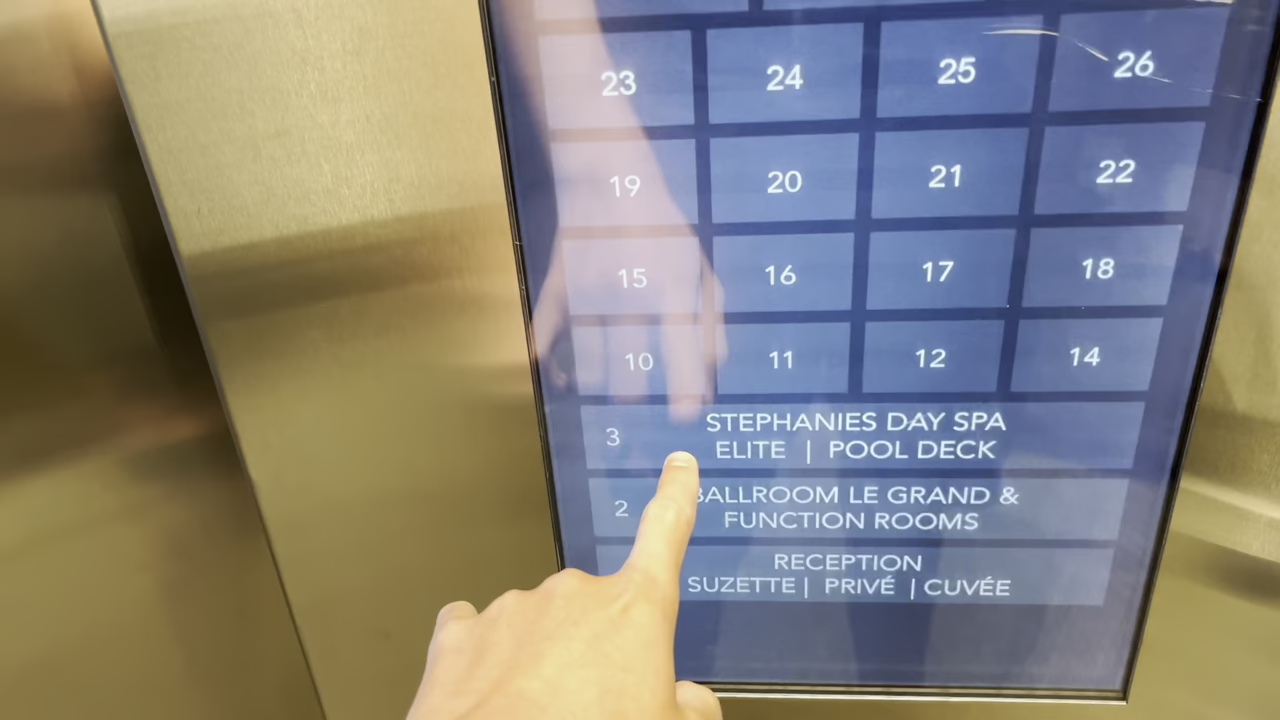 23 24 25 26
19 20 21 22
15 16 17 18
10 11 12 14
3 STEPHANIES DAY SPA
ELITE | POOL DECK
2 BALLROOM LE GRAND &
FUNCTION ROOMS
RECEPTION
SUZETTE | PRIVÉ | CUVÉE